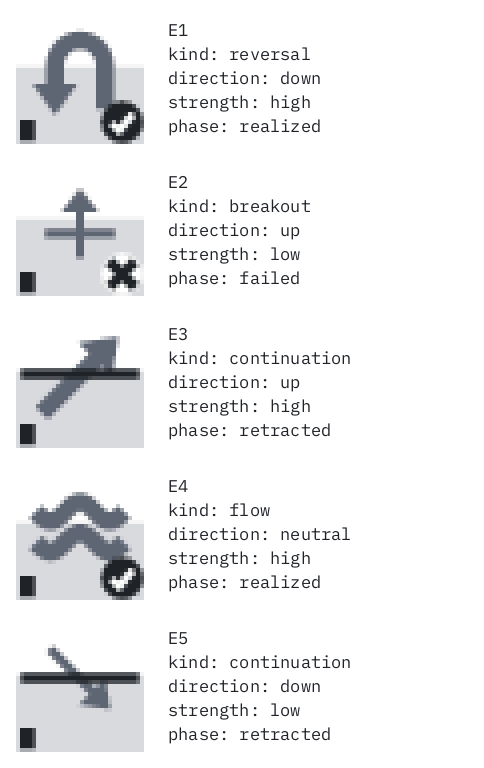 E1
kind: reversal
direction: down
strength: high
phase: realized
E2
kind: breakout
direction: up
strength: low
phase: failed
E3
kind: continuation
direction: up
strength: high
phase: retracted
E4
kind: flow
direction: neutral
strength: high
phase: realized
E5
kind: continuation
direction: down
strength: low
phase: retracted